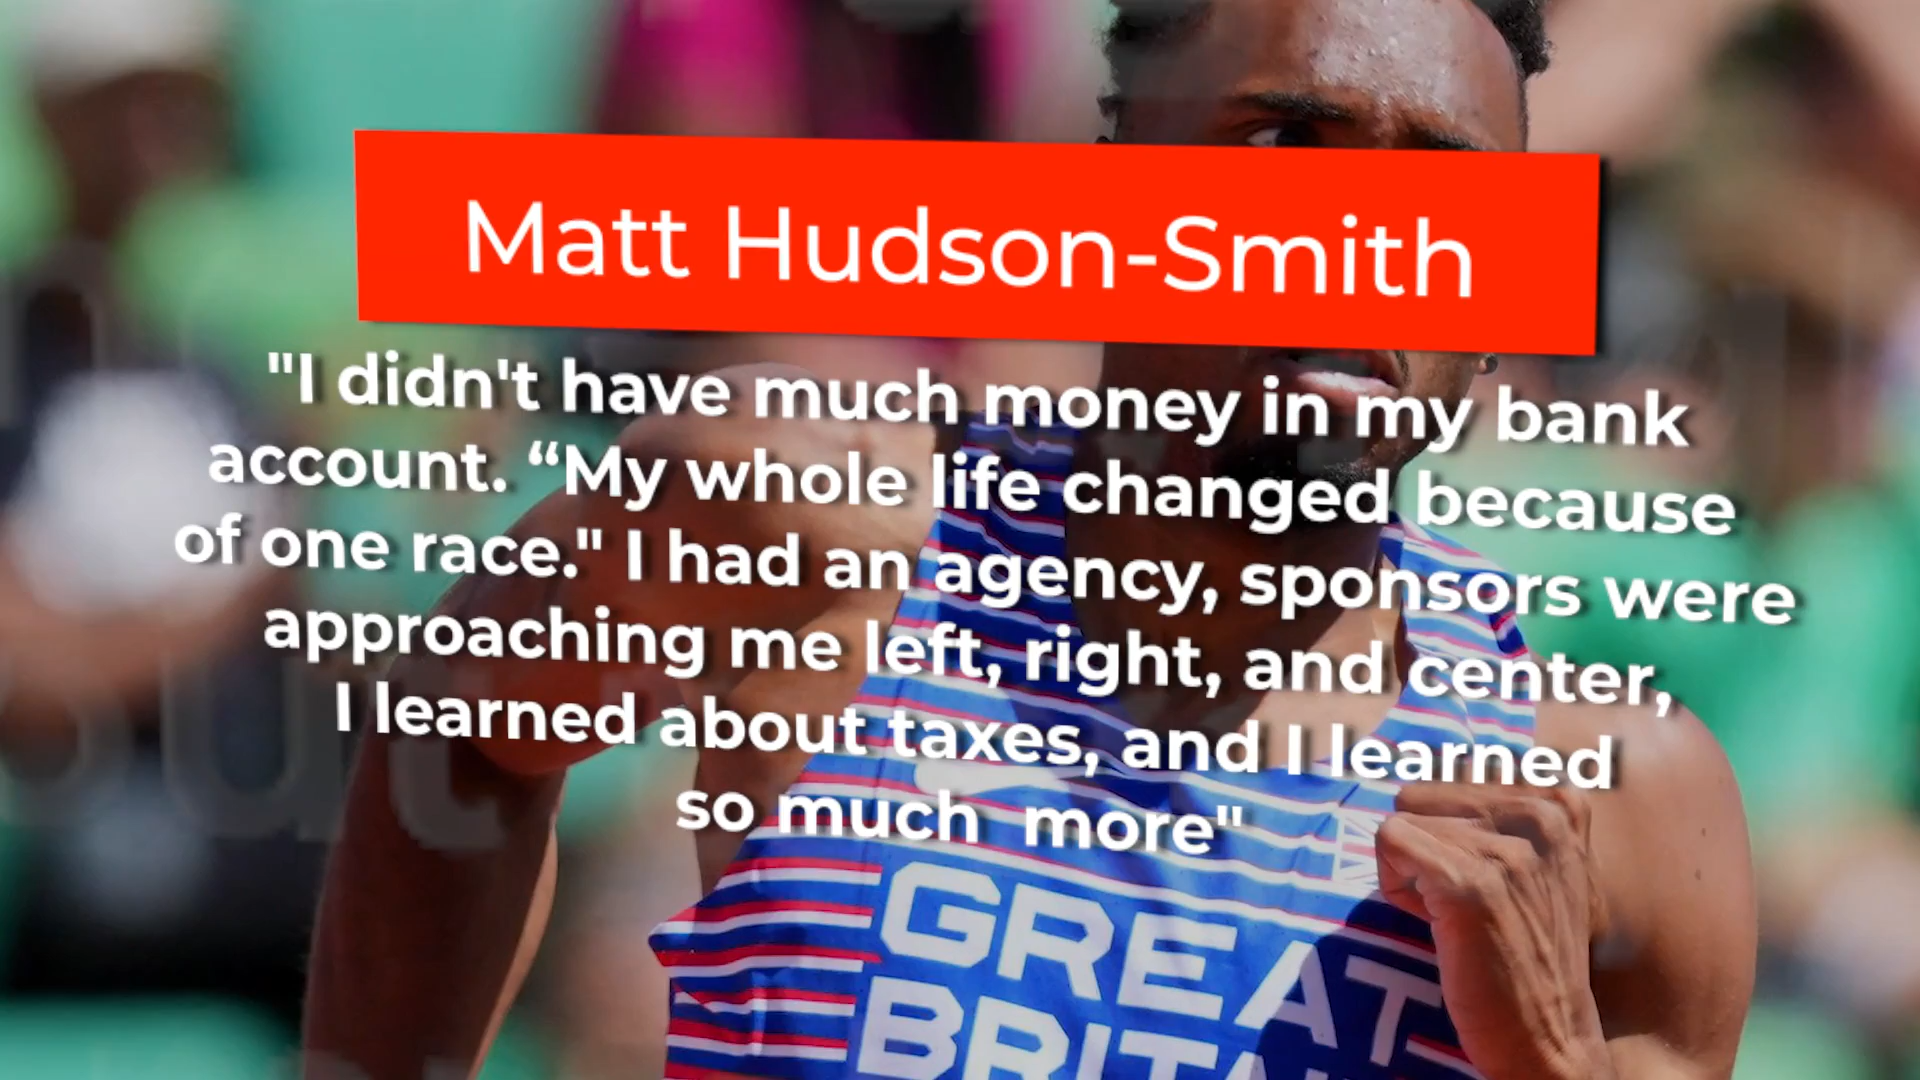 Matt Hudson-Smith
"I didn't have much money in my bank
account. “My whole life changed because
of one race." I had an agency, sponsors were
approaching me left, right, and center,
I learned about taxes, and I learned
so much  more"
GREAT